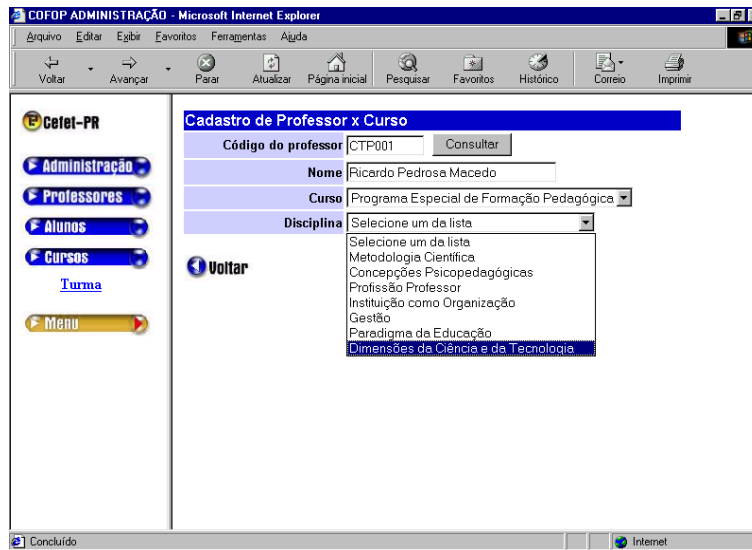 COFOP ADMINISTRAÇÃO - Microsoft Internet Explorer
Arquivo Editar Exibir Favoritos Ferramentas Ajuda
Voltar Avançar Parar Atualizar Página inicial Pesquisar Favoritos Histórico Correio Imprimir
Cefet-PR
Administração
Professores
Alunos
Cursos
Turma
Menu
Cadastro de Professor x Curso
Código do professor CTP001 Consultar
Nome Ricardo Pedrosa Macedo
Curso Programa Especial de Formação Pedagógica
Disciplina Selecione um da lista
Selecione um da lista
Metodologia Científica
Concepções Psicopedagógicas
Profissão Professor
Instituição como Organização
Gestão
Paradigma da Educação
Dimensões da Ciência e da Tecnologia
Voltar
Concluído Internet